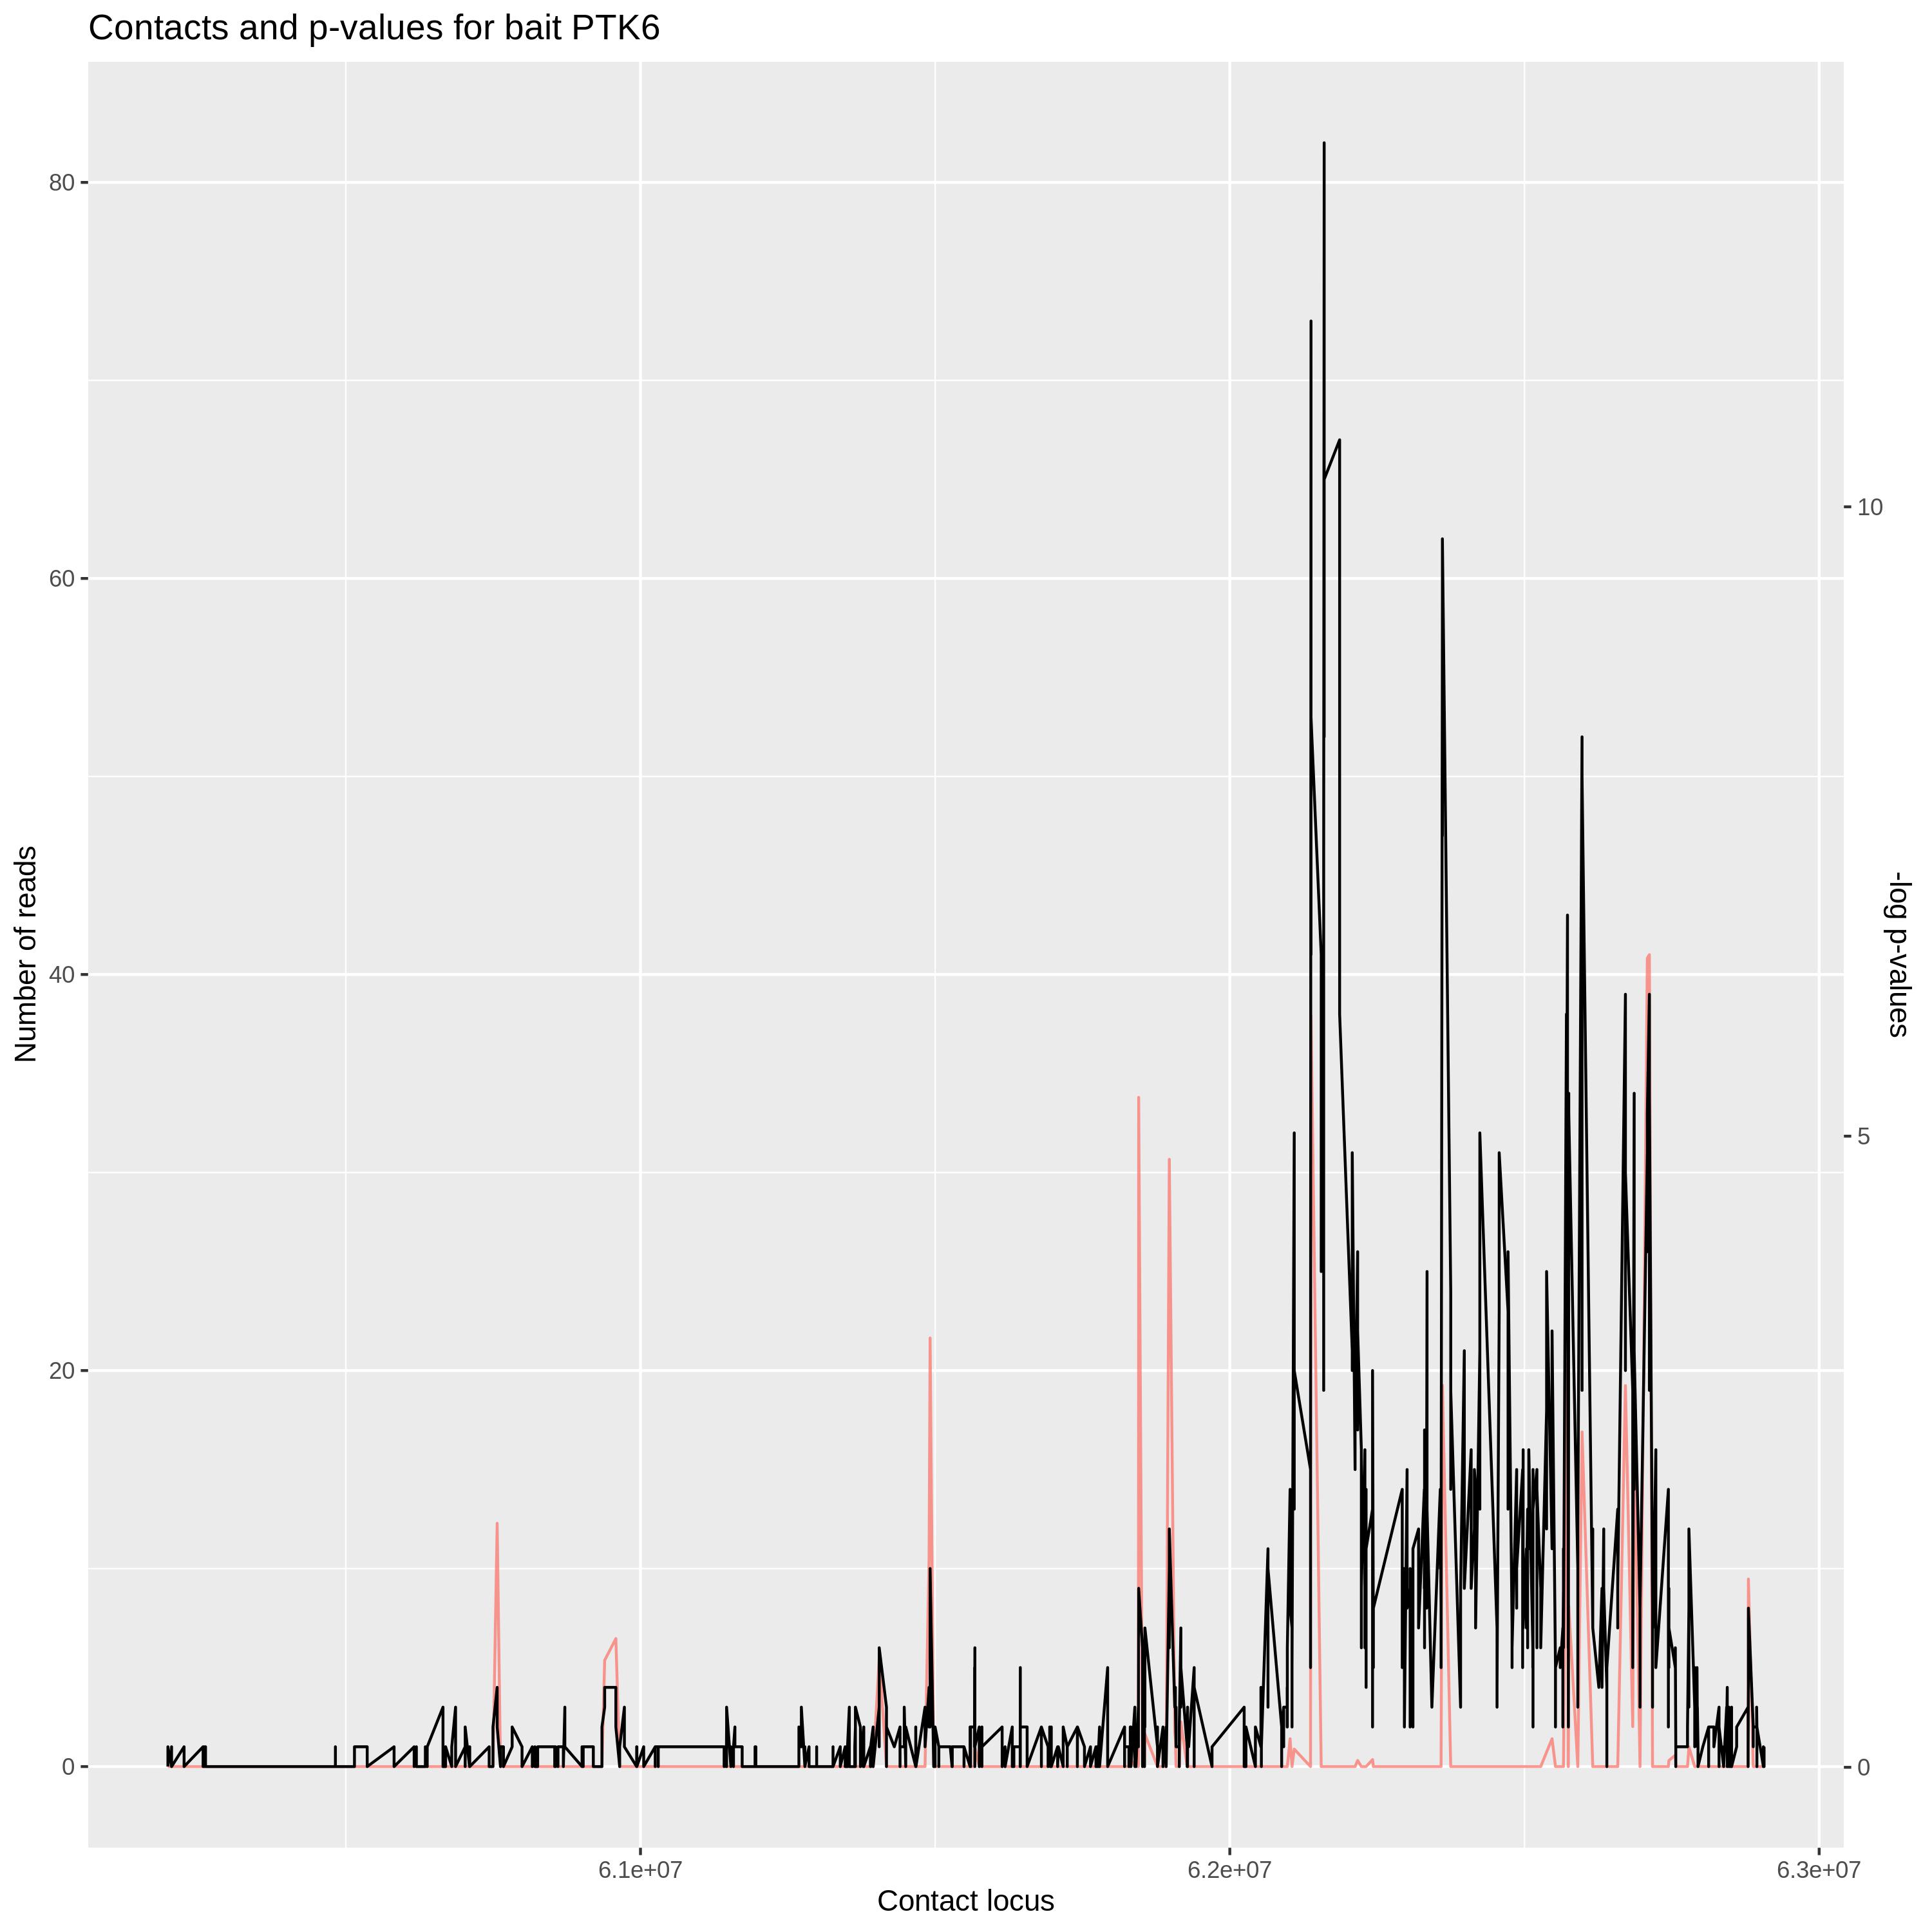 Contacts and p-values for bait PTK6
80
60
40
20
0
Number of reads
10
5
0
-log p-values
6.1e+07
6.2e+07
6.3e+07
Contact locus